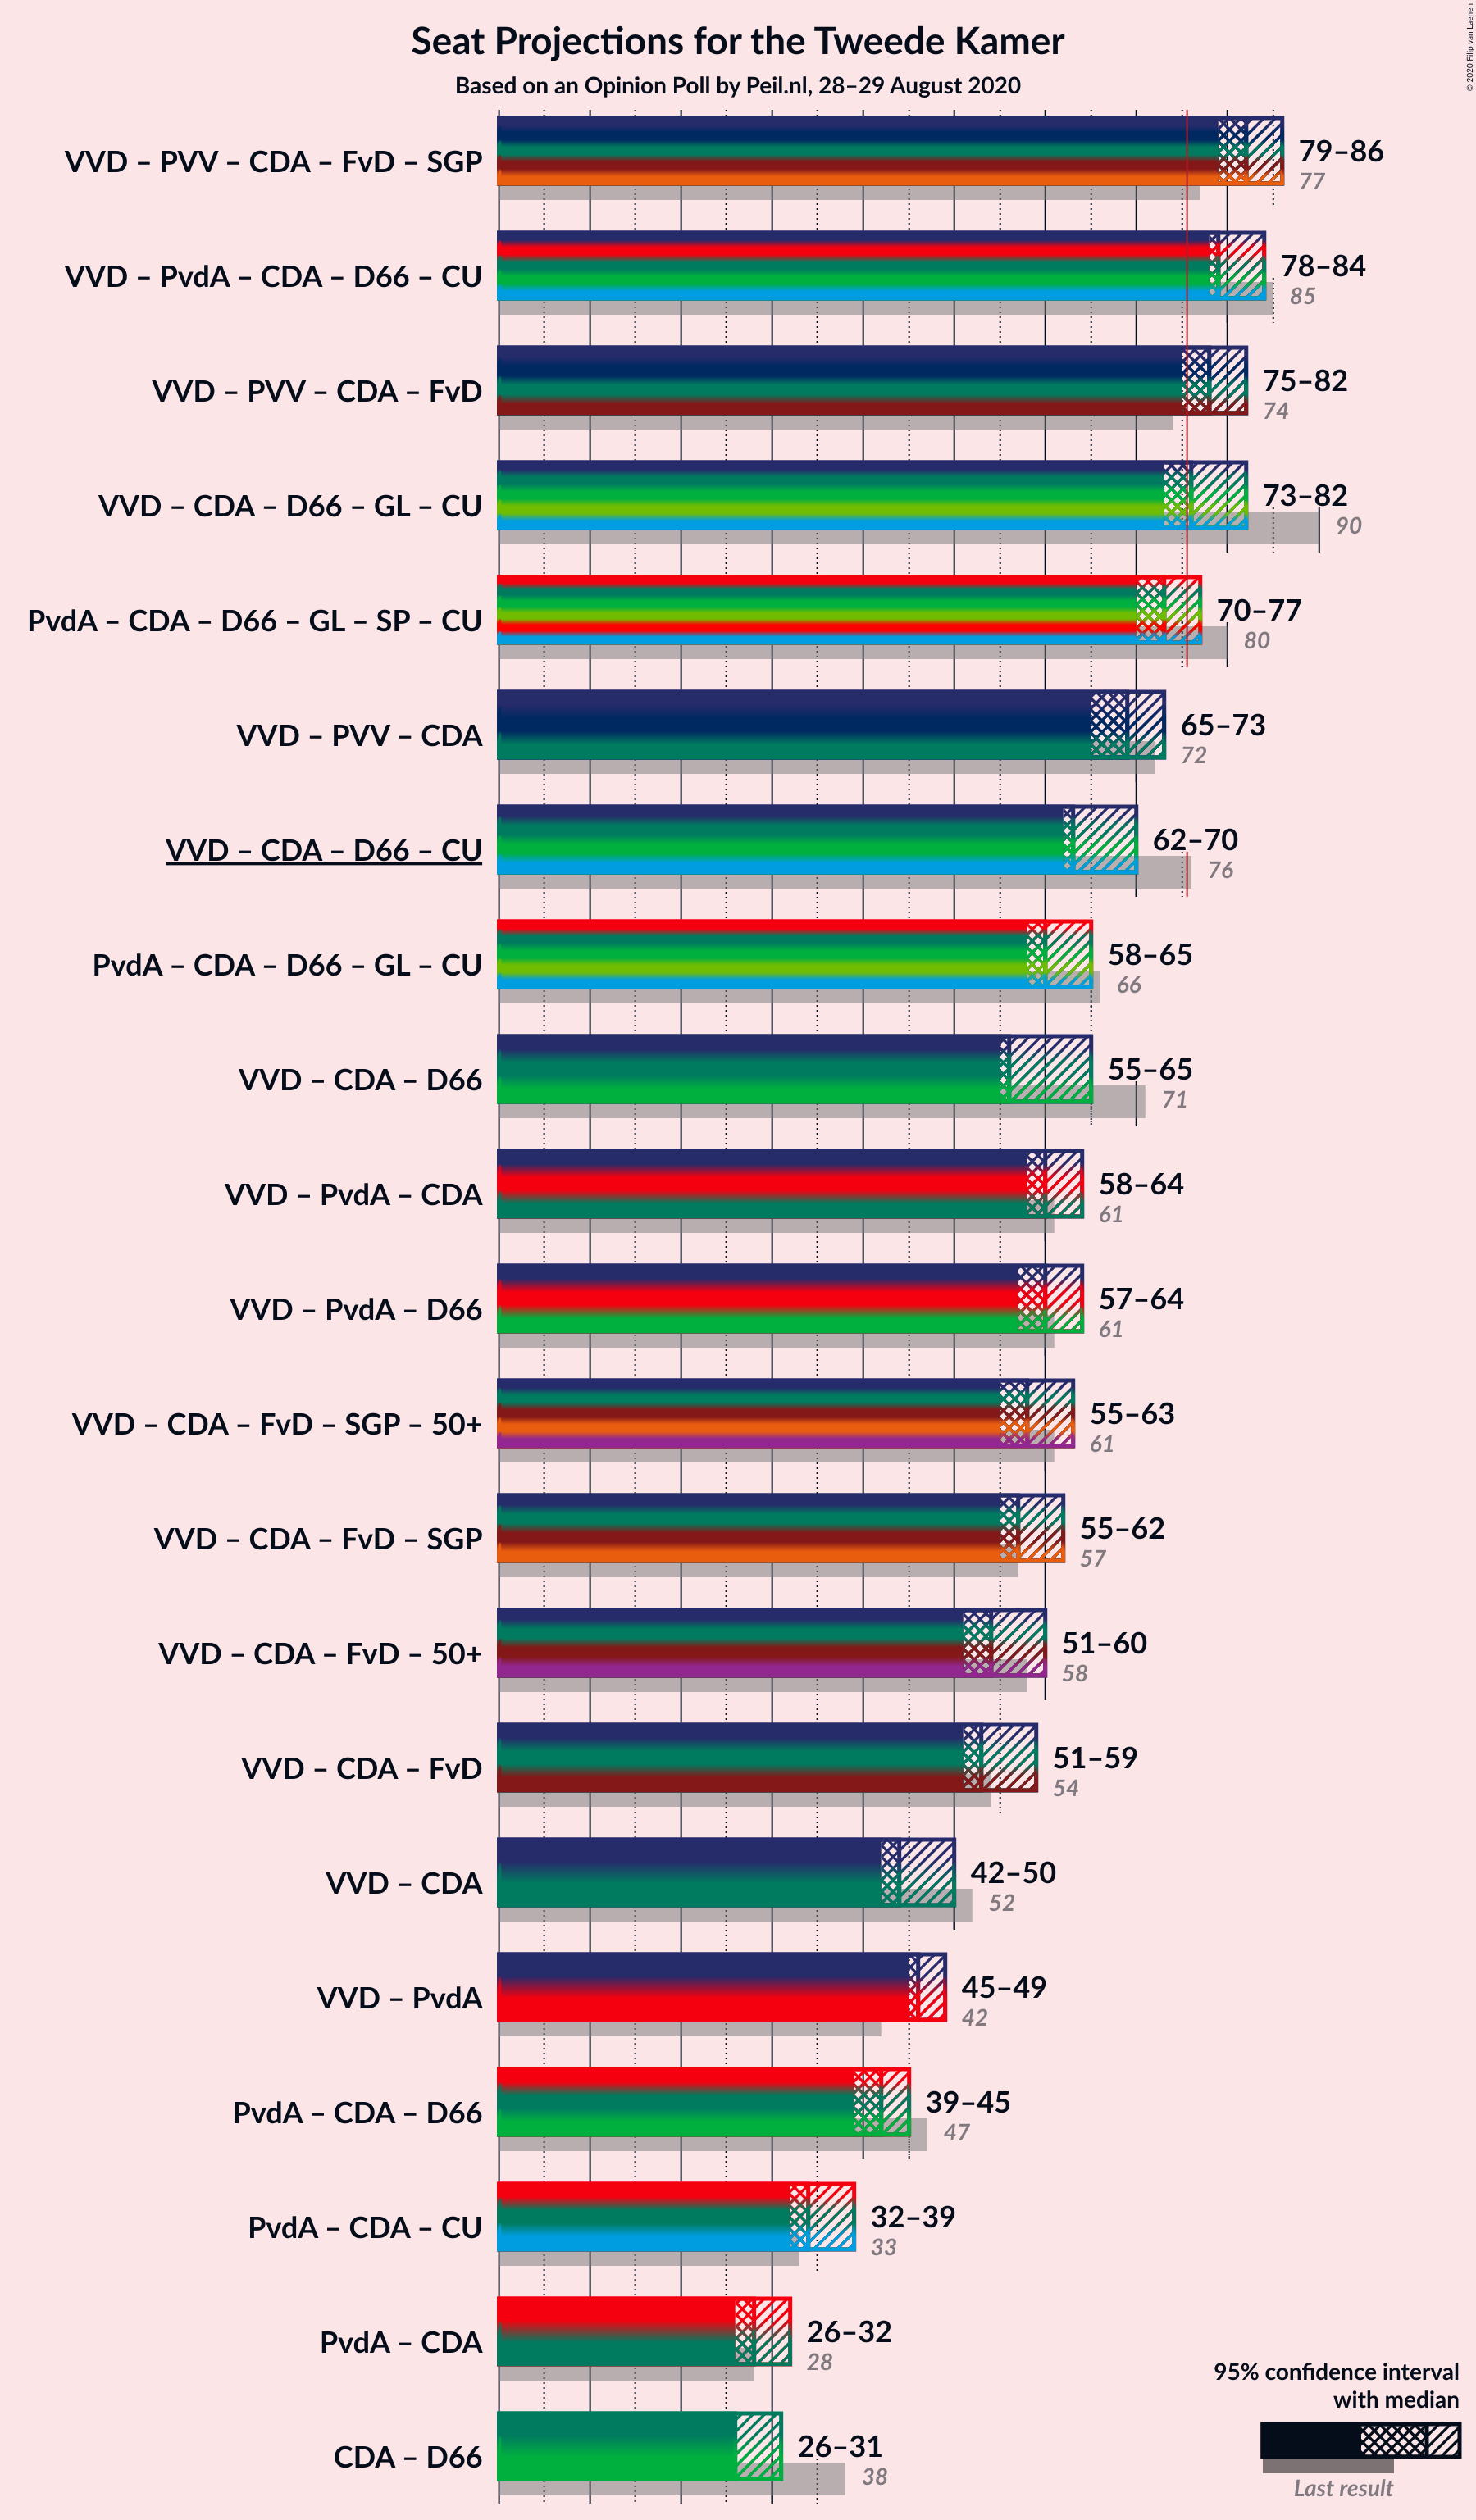 Seat Projections for the Tweede Kamer
Based on an Opinion Poll by Peil.nl, 28–29 August 2020
© 2020 Filip van Laenen
VVD – PVV – CDA – FvD – SGP
79–86
77
VVD – PvdA – CDA – D66 – CU
78–84
85
VVD – PVV – CDA – FvD
75–82
74
VVD – CDA – D66 – GL – CU
73–82
90
PvdA – CDA – D66 – GL – SP – CU
70–77
80
VVD – PVV – CDA
65–73
72
VVD – CDA – D66 – CU
62–70
76
PvdA – CDA – D66 – GL – CU
58–65
66
VVD – CDA – D66
55–65
71
VVD – PvdA – CDA
58–64
61
VVD – PvdA – D66
57–64
61
VVD – CDA – FvD – SGP – 50+
55–63
61
VVD – CDA – FvD – SGP
55–62
57
VVD – CDA – FvD – 50+
51–60
58
VVD – CDA – FvD
51–59
54
VVD – CDA
42–50
52
VVD – PvdA
45–49
42
PvdA – CDA – D66
39–45
47
PvdA – CDA – CU
32–39
33
PvdA – CDA
26–32
28
CDA – D66
26–31
38
95% confidence interval
with median
Last result